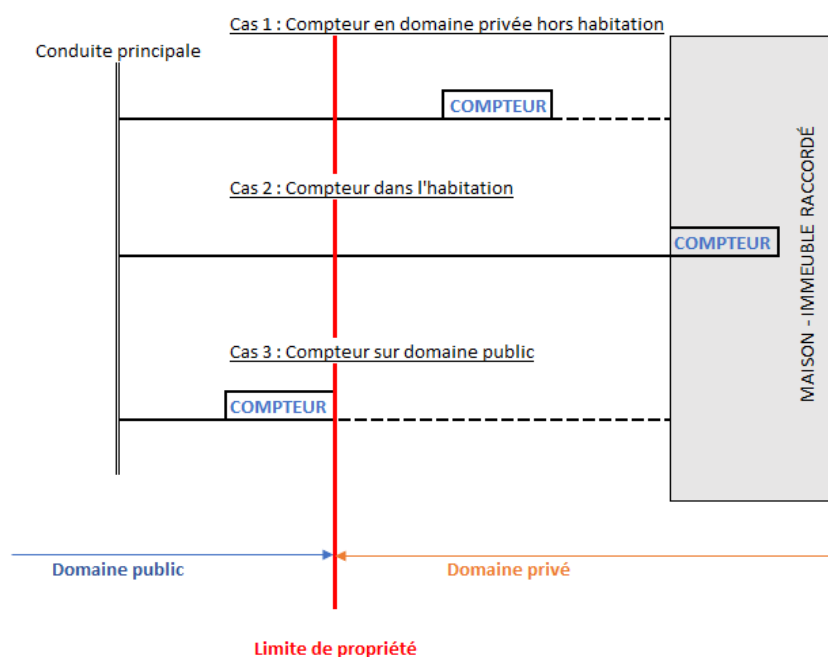 Cas 1 : Compteur en domaine privée hors habitation
Conduite principale
COMPTEUR
MAISON - IMMEUBLE RACCORDÉ
Cas 2 : Compteur dans l'habitation
COMPTEUR
Cas 3 : Compteur sur domaine public
COMPTEUR
Domaine public
Domaine privé
Limite de propriété